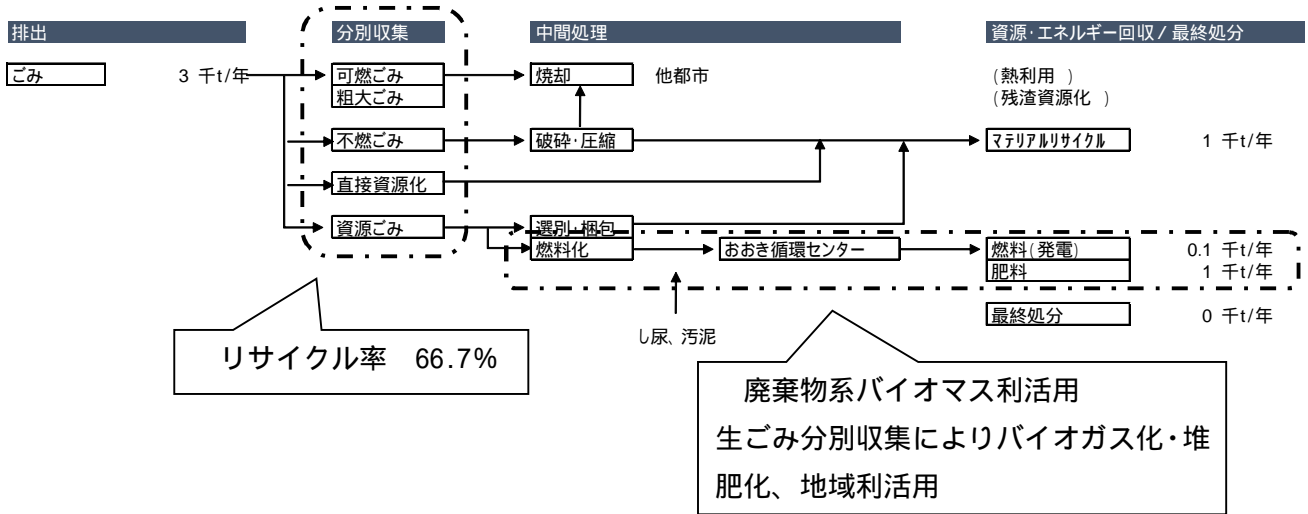 排出
分別収集
中間処理
資源・エネルギー回収/最終処分
ごみ 3 千t/年
可燃ごみ
粗大ごみ
焼却 他都市
(熱利用 )
(残渣資源化 )
不燃ごみ
破砕・圧縮
マテリアルリサイクル 1 千t/年
直接資源化
資源ごみ
選別・梱包
燃料化
おおき循環センター
燃料(発電) 0.1 千t/年
肥料 1 千t/年
最終処分 0 千t/年
し尿、汚泥
リサイクル率 66.7%
廃棄物系バイオマス利活用
生ごみ分別収集によりバイオガス化・堆
肥化、地域利活用